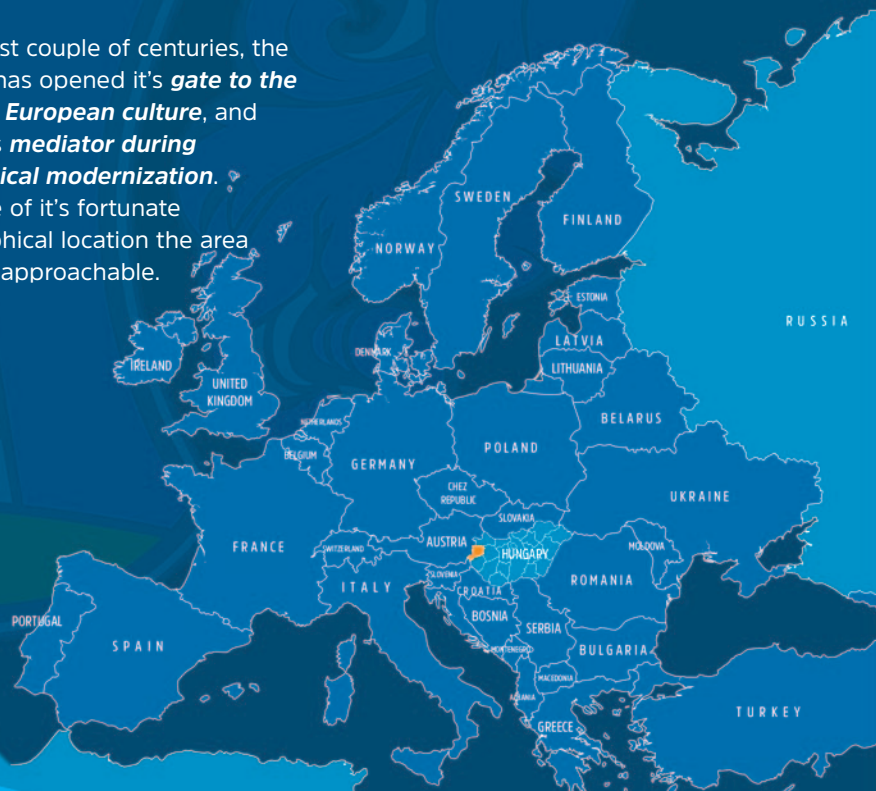 st couple of centuries, the
has opened it's gate to the
European culture, and
s mediator during
ical modernization.
e of it's fortunate
phical location the area
approachable.
SWEDEN
FINLAND
NORWAY
ESTONIA
RUSSIA
LATVIA
DENMARK
IRELAND
LITHUANIA
UNITED
KINGDOM
BELARUS
NETHERLANDS
BELGIUM
GERMANY
POLAND
CHEZ
REPUBLIC
UKRAINE
SLOVAKIA
AUSTRIA
HUNGARY
MOLDOVA
FRANCE
SWITZERLAND
SLOVENIA
ROMANIA
ITALY
CROATIA
BOSNIA
PORTUGAL
SERBIA
SPAIN
MONTENEGRO
BULGARIA
MACEDONIA
ALBANIA
TURKEY
GREECE